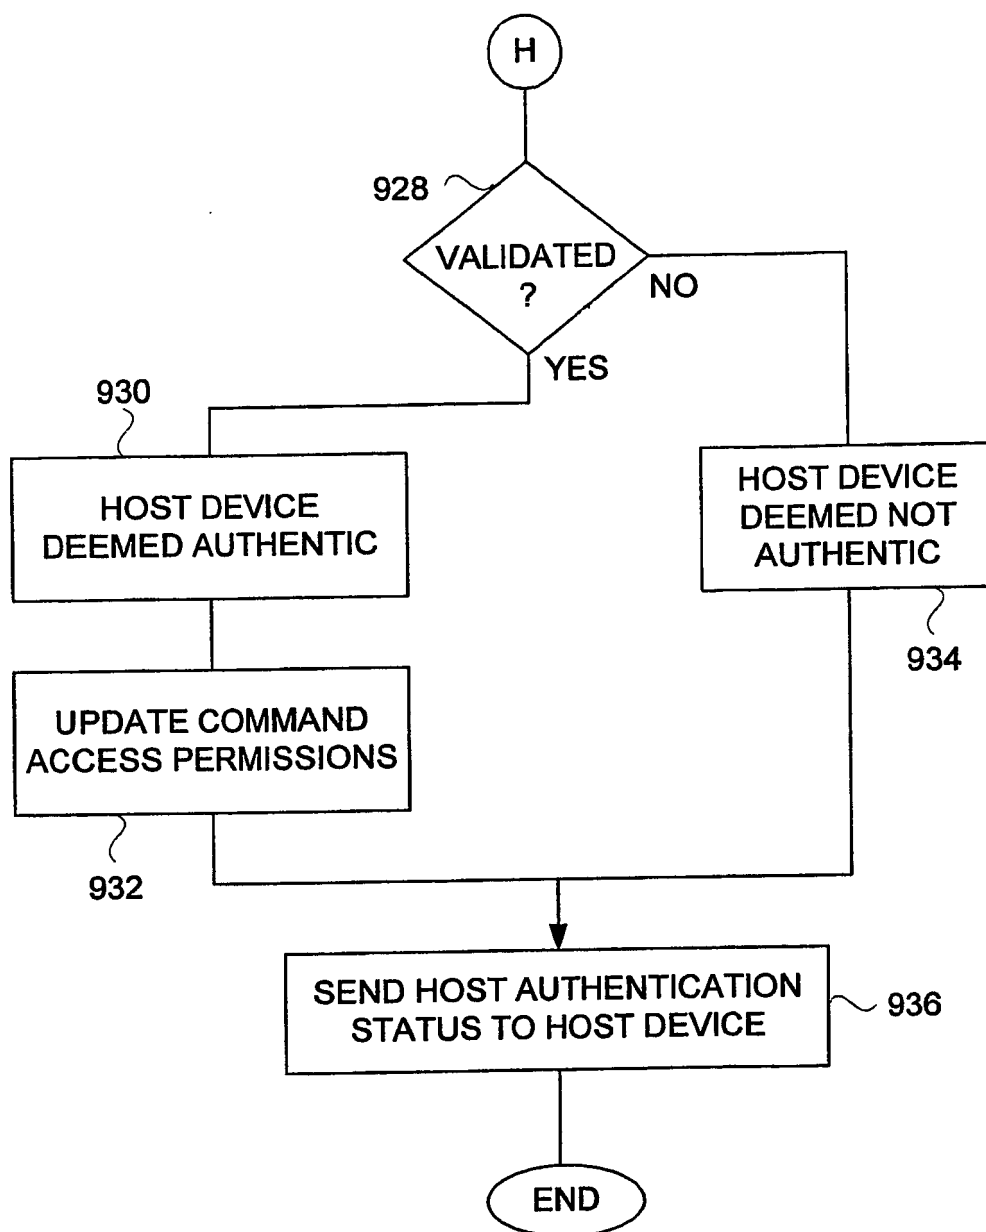 H
928
VALIDATED
?
NO
YES
930
HOST DEVICE
DEEMED AUTHENTIC
HOST DEVICE
DEEMED NOT
AUTHENTIC
934
UPDATE COMMAND
ACCESS PERMISSIONS
932
SEND HOST AUTHENTICATION
STATUS TO HOST DEVICE
936
END